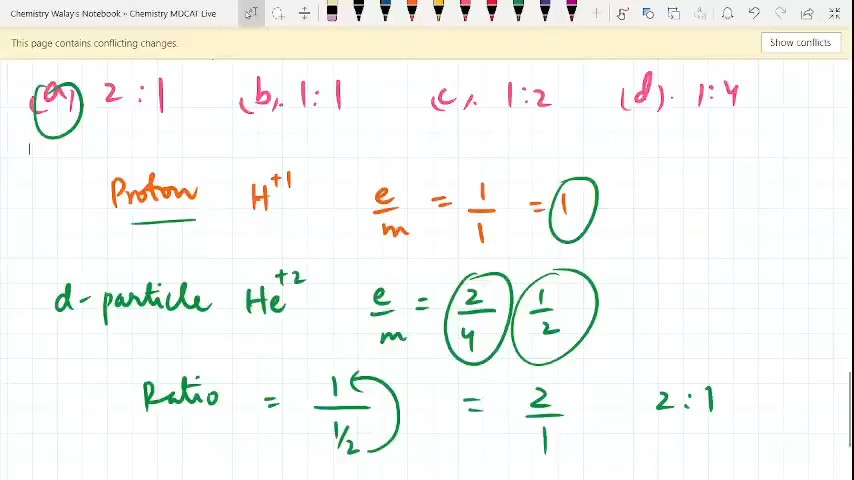 Chemistry Walay's Notebook » Chemistry MDCAT Live
This page contains conflicting changes. Show conflicts
(a) 2 : 1 (b). 1 : 1 (c). 1 : 2 (d). 1 : 4
Proton H+1 e/m = 1/1 = 1
d-particle He+2 e/m = 2/4 1/2
Ratio = 1/1/2 = 2/1 2 : 1